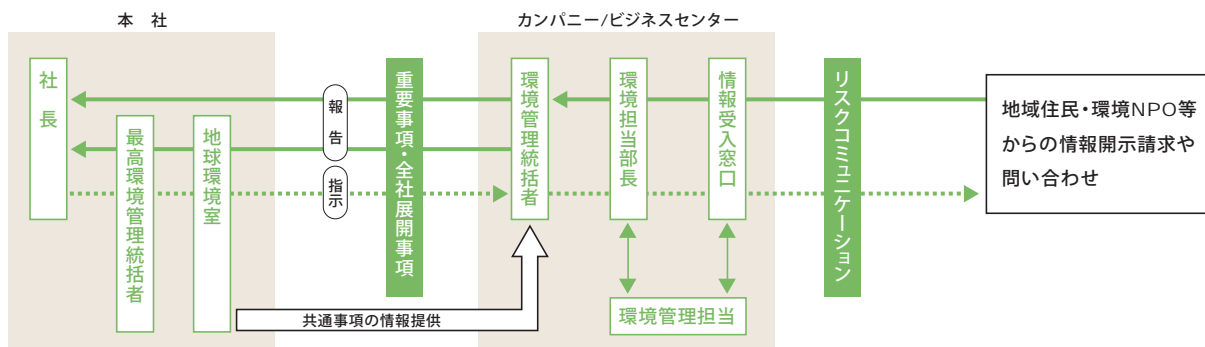 本　社
カンパニー/ビジネスセンター
社長
最高環境管理統括者
地球環境室
報告
指示
重要事項・全社展開事項
環境管理統括者
環境担当部長
情報受入窓口
リスクコミュニケーション
地域住民・環境NPO等
からの情報開示請求や
問い合わせ
環境管理担当
共通事項の情報提供